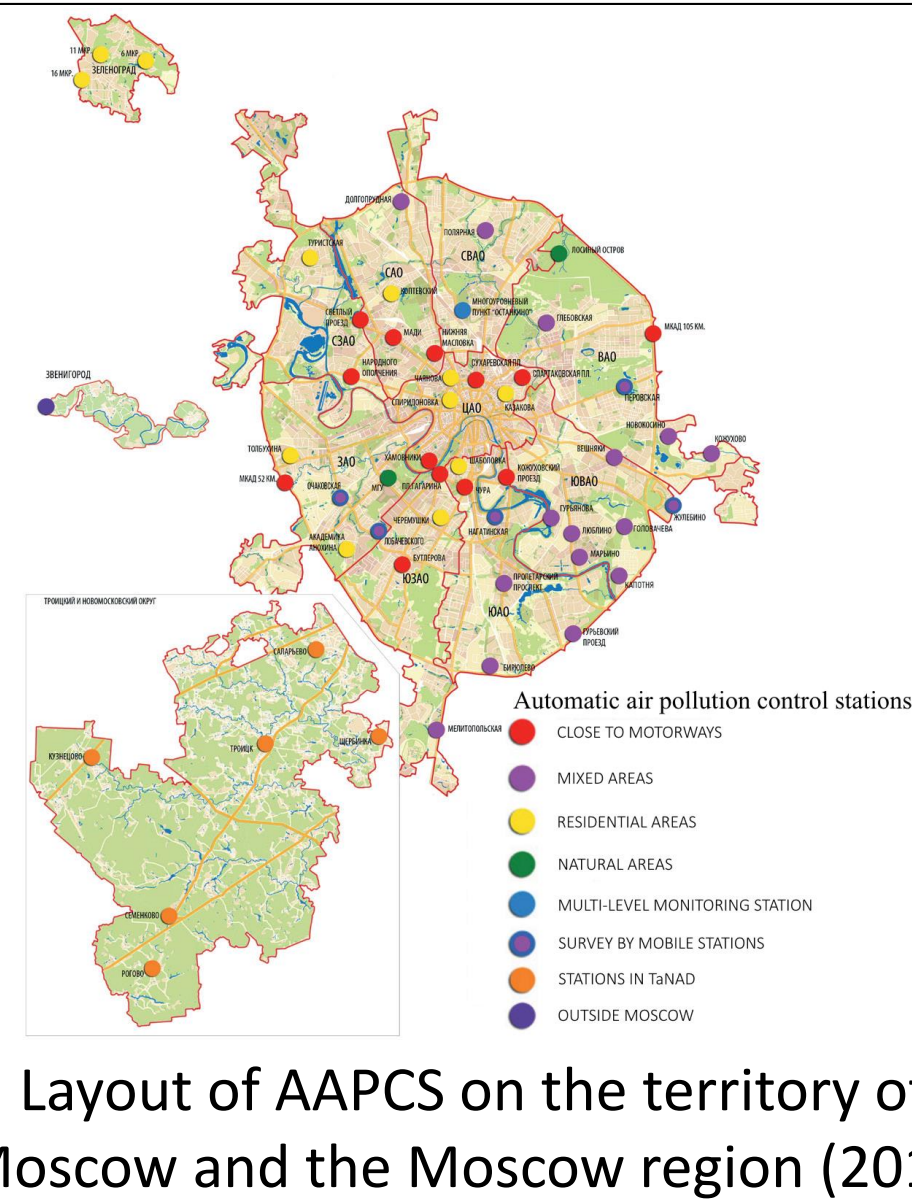 11 МКР.
6 МКР.
ЗЕЛЕНОГРАД
16 МКР.
ДОЛГОПРУДНАЯ
ПОЛЯРНАЯ
ТУРИСТСКАЯ
СВАО
ЛОСИНЫЙ ОСТРОВ
САО
КОПТЕВСКИЙ
МНОГОУРОВНЕВЫЙ
ПУНКТ "ОСТАНКИНО"
СВЕТЛЫЙ
ПРОЕЗД
ГЛЕБОВСКАЯ
МКАД 105 КМ.
СЗАО
МАДИ
НИЖНЯЯ
МАСЛОВКА
ВАО
НАРОДНОГО
ОПОЛЧЕНИЯ
СУХАРЕВСКАЯ ПЛ.
СПАРТАКОВСКАЯ ПЛ.
ЗВЕНИГОРОД
ЧАЯНОВА
ПЕРОВСКАЯ
СПИРИДОНОВКА
ЦАО
КАЗАКОВА
НОВОКОСИНО
КОЖУХОВО
ТОЛБУХИНА
ЗАО
ХАМОВНИКИ
ШАБОЛОВКА
ВЕШНЯКИ
МКАД 52 КМ.
ОЧАКОВСКАЯ
МГУ
ПЛ.ГАГАРИНА
ЧУРА
КОЖУХОВСКИЙ
ПРОЕЗД
ЮВАО
ГУРЬЯНОВА
ЖУЛЕБИНО
ЧЕРЕМУШКИ
НАГАТИНСКАЯ
ЛЮБЛИНО
ГОЛОВАЧЕВА
АКАДЕМИКА
АНОХИНА
ЛОБАЧЕВСКОГО
МАРЬИНО
БУТЛЕРОВА
ЮЗАО
ПРОЛЕТАРСКИЙ
ПРОСПЕКТ
КАПОТНЯ
ТРОИЦКИЙ И НОВОМОСКОВСКИЙ ОКРУГ
ЮАО
ГУРЬЕВСКИЙ
ПРОЕЗД
САЛАРЬЕВО
БИРЮЛЕВО
Automatic air pollution control stations
МЕЛИТОПОЛЬСКАЯ
CLOSE TO MOTORWAYS
ТРОИЦК
ЩЕРБИНКА
КУЗНЕЦОВО
MIXED AREAS
RESIDENTIAL AREAS
NATURAL AREAS
MULTI-LEVEL MONITORING STATION
СЕМЕНКОВО
SURVEY BY MOBILE STATIONS
РОГОВО
STATIONS IN TaNAD
OUTSIDE MOSCOW
Layout of AAPCS on the territory of
Moscow and the Moscow region (201